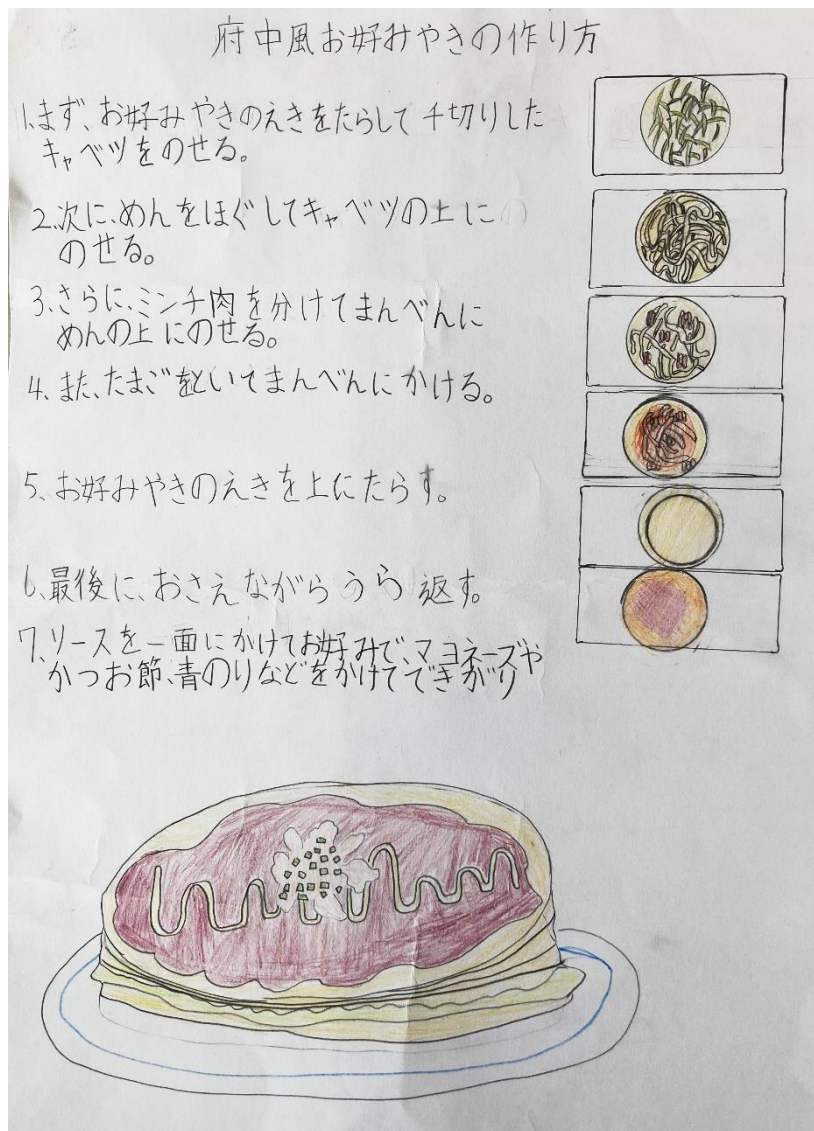 府中風お好みやきの作り方
1.まず、お好みやきのえきをたらして千切りした
キャベツをのせる。
2.次に、めんをほぐしてキャベツの上に
のせる。
3.さらに、ミンチ肉を分けてまんべんに
めんの上にのせる。
4.また、たまごをといてまんべんにかける。
5、お好みやきのえきを上にたらす。
6、最後に、おさえながらうら返す。
7、ソースを一面にかけてお好みで、マヨネーズや
かつお節、青のりなどをかけてできあがり